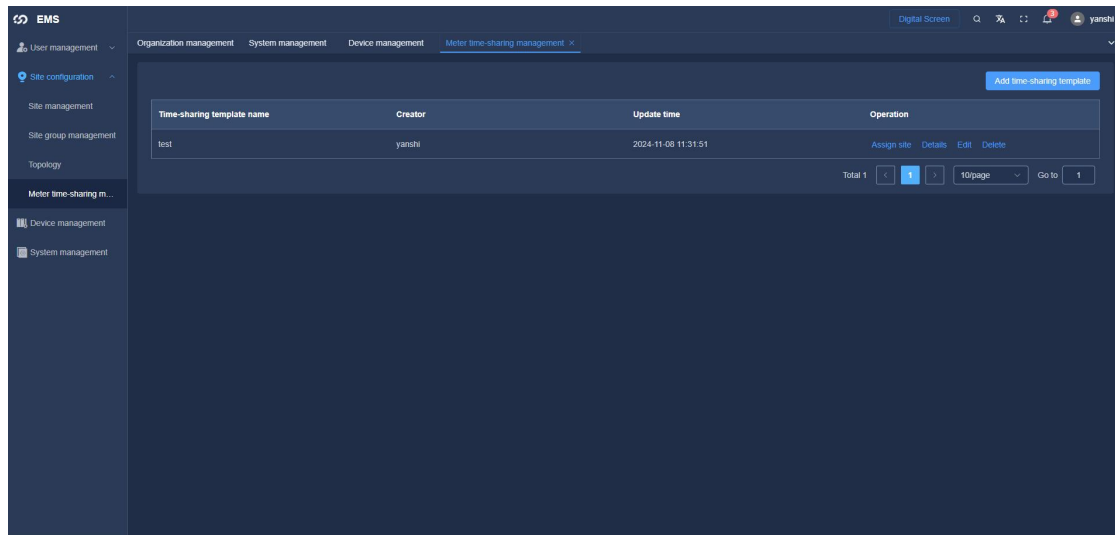 EMS
Digital Screen
3
yanshi
User management
Organization management System management Device management Meter time-sharing management ×
Site configuration
Add time-sharing template
Site management
Time-sharing template name Creator Update time Operation
Site group management
test yanshi 2024-11-08 11:31:51 Assign site Details Edit Delete
Topology
Total 1 < 1 > 10/page Go to 1
Meter time-sharing m...
Device management
System management